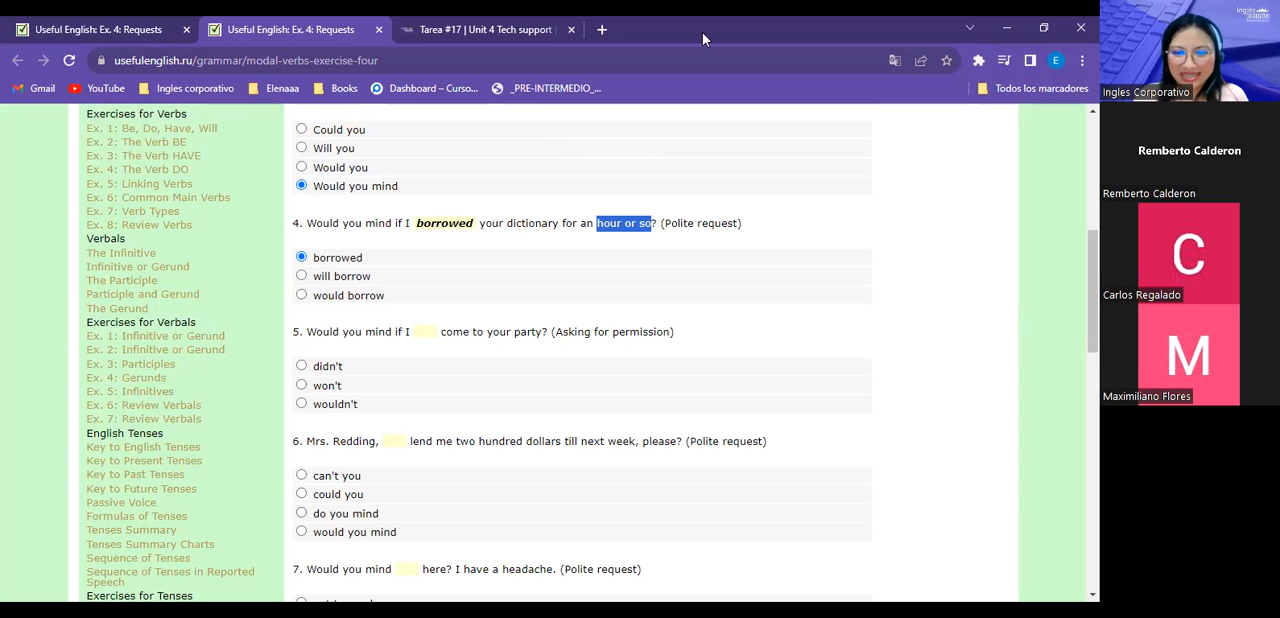 Useful English: Ex. 4: Requests
Useful English: Ex. 4: Requests
Tarea #17 | Unit 4 Tech support
usefulenglish.ru/grammar/modal-verbs-exercise-four
E
Gmail
YouTube
Ingles corporativo
Elenaaa
Books
Dashboard – Curso...
_PRE-INTERMEDIO_...
Todos los marcadores
Exercises for Verbs
Ex. 1: Be, Do, Have, Will
Ex. 2: The Verb BE
Ex. 3: The Verb HAVE
Ex. 4: The Verb DO
Ex. 5: Linking Verbs
Ex. 6: Common Main Verbs
Ex. 7: Verb Types
Ex. 8: Review Verbs
Verbals
The Infinitive
Infinitive or Gerund
The Participle
Participle and Gerund
The Gerund
Exercises for Verbals
Ex. 1: Infinitive or Gerund
Ex. 2: Infinitive or Gerund
Ex. 3: Participles
Ex. 4: Gerunds
Ex. 5: Infinitives
Ex. 6: Review Verbals
Ex. 7: Review Verbals
English Tenses
Key to English Tenses
Key to Present Tenses
Key to Past Tenses
Key to Future Tenses
Passive Voice
Formulas of Tenses
Tenses Summary
Tenses Summary Charts
Sequence of Tenses
Sequence of Tenses in Reported
Speech
Exercises for Tenses
Could you
Will you
Would you
Would you mind
4. Would you mind if I borrowed your dictionary for an hour or so? (Polite request)
borrowed
will borrow
would borrow
5. Would you mind if I come to your party? (Asking for permission)
didn't
won't
wouldn't
6. Mrs. Redding, lend me two hundred dollars till next week, please? (Polite request)
can't you
could you
do you mind
would you mind
7. Would you mind here? I have a headache. (Polite request)
Ingles
Ingles Corporativo
Remberto Calderon
Remberto Calderon
C
Carlos Regalado
M
Maximiliano Flores